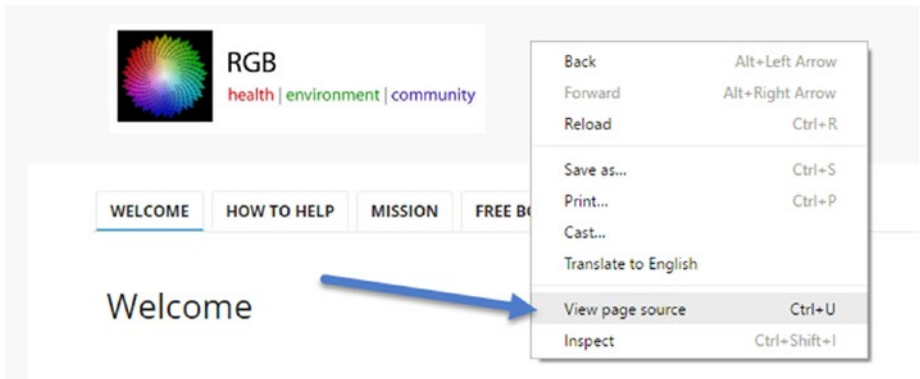 RGB
health | environment | community
WELCOME
HOW TO HELP
MISSION
FREE
Welcome
Back Alt+Left Arrow
Forward Alt+Right Arrow
Reload Ctrl+R
Save as... Ctrl+S
Print... Ctrl+P
Cast...
Translate to English
View page source Ctrl+U
Inspect Ctrl+Shift+I